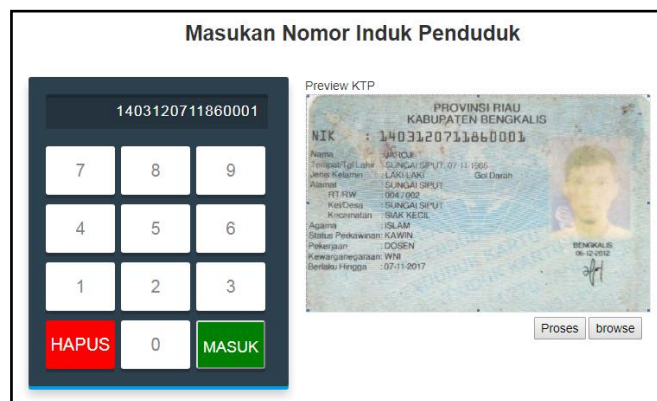 Masukan Nomor Induk Penduduk
1403120711860001
7 8 9
4 5 6
1 2 3
HAPUS 0 MASUK
Preview KTP
PROVINSI RIAU
KABUPATEN BENGKALIS
NIK : 1403120711860001
Nama : JAROJI
Tempat/Tgl Lahir : SUNGAI SIPUT, 07-11-1986
Jenis Kelamin : LAKI-LAKI Gol Darah
Alamat : SUNGAI SIPUT
RT/RW : 004 / 002
Kel/Desa : SUNGAI SIPUT
Kecamatan : SIAK KECIL
Agama : ISLAM
Status Perkawinan: KAWIN
Pekerjaan : DOSEN
Kewarganegaraan: WNI
Berlaku Hingga : 07-11-2017
BENGKALIS
06-12-2012
Proses browse